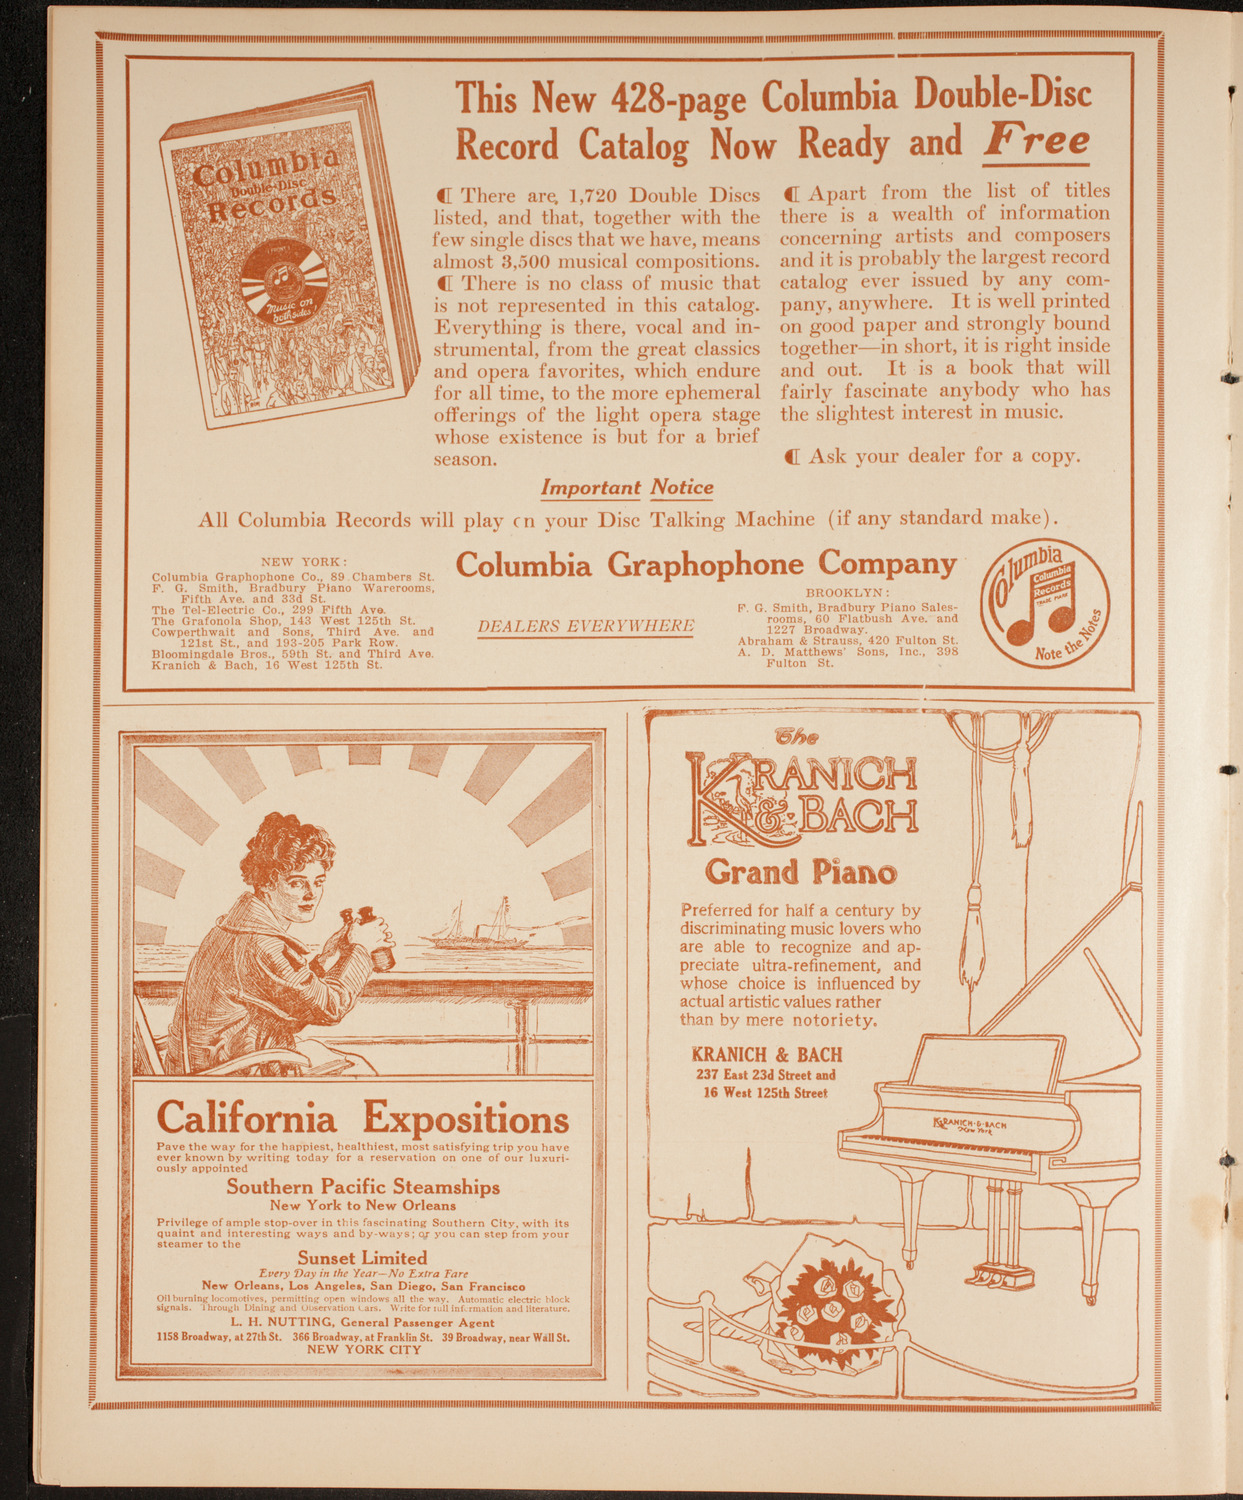 This New 428-page Columbia Double-Disc
Record Catalog Now Ready and Free
Columbia
Double-Disc
Records
Music on
both sides!
¶ There are, 1,720 Double Discs
listed, and that, together with the
few single discs that we have, means
almost 3,500 musical compositions.
¶ There is no class of music that
is not represented in this catalog.
Everything is there, vocal and in-
strumental, from the great classics
and opera favorites, which endure
for all time, to the more ephemeral
offerings of the light opera stage
whose existence is but for a brief
season.
¶ Apart from the list of titles
there is a wealth of information
concerning artists and composers
and it is probably the largest record
catalog ever issued by any com-
pany, anywhere. It is well printed
on good paper and strongly bound
together—in short, it is right inside
and out. It is a book that will
fairly fascinate anybody who has
the slightest interest in music.
¶ Ask your dealer for a copy.
Important Notice
All Columbia Records will play on your Disc Talking Machine (if any standard make).
NEW YORK:
Columbia Graphophone Co., 89 Chambers St.
F. G. Smith, Bradbury Piano Warerooms,
Fifth Ave. and 33d St.
The Tel-Electric Co., 299 Fifth Ave.
The Grafonola Shop, 143 West 125th St.
Cowperthwait and Sons, Third Ave. and
121st St., and 193-205 Park Row.
Bloomingdale Bros., 59th St. and Third Ave.
Kranich & Bach, 16 West 125th St.
Columbia Graphophone Company
DEALERS EVERYWHERE
BROOKLYN:
F. G. Smith, Bradbury Piano Sales-
rooms, 60 Flatbush Ave. and
1227 Broadway.
Abraham & Strauss, 420 Fulton St.
A. D. Matthews' Sons, Inc., 398
Fulton St.
Columbia
Columbia
Records
TRADE MARK
Note the Notes
California Expositions
Pave the way for the happiest, healthiest, most satisfying trip you have
ever known by writing today for a reservation on one of our luxuri-
ously appointed
Southern Pacific Steamships
New York to New Orleans
Privilege of ample stop-over in this fascinating Southern City, with its
quaint and interesting ways and by-ways; or you can step from your
steamer to the
Sunset Limited
Every Day in the Year—No Extra Fare
New Orleans, Los Angeles, San Diego, San Francisco
Oil burning locomotives, permitting open windows all the way. Automatic electric block
signals. Through Dining and Observation Cars. Write for full information and literature.
L. H. NUTTING, General Passenger Agent
1158 Broadway, at 27th St. 366 Broadway, at Franklin St. 39 Broadway, near Wall St.
NEW YORK CITY
The
KRANICH
& BACH
Grand Piano
Preferred for half a century by
discriminating music lovers who
are able to recognize and ap-
preciate ultra-refinement, and
whose choice is influenced by
actual artistic values rather
than by mere notoriety.
KRANICH & BACH
237 East 23d Street and
16 West 125th Street
KRANICH & BACH
New York